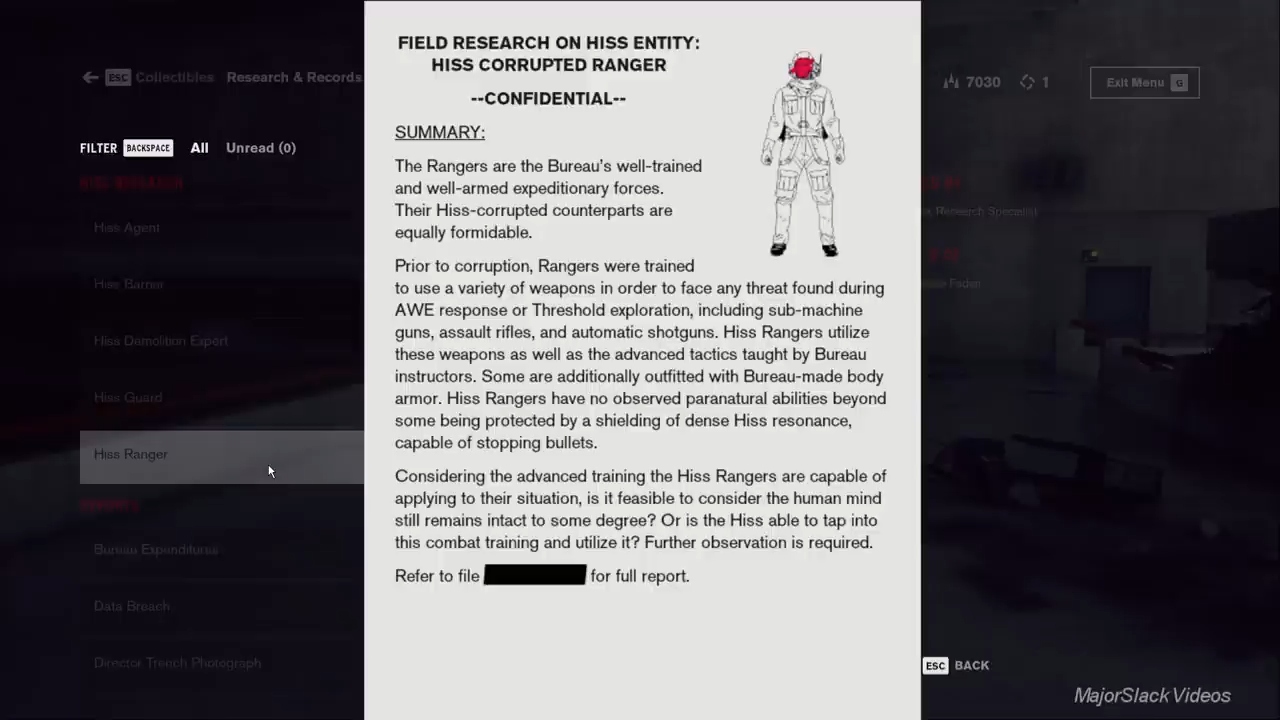 FIELD RESEARCH ON HISS ENTITY:
HISS CORRUPTED RANGER
--CONFIDENTIAL--
SUMMARY:
The Rangers are the Bureau's well-trained
and well-armed expeditionary forces.
Their Hiss-corrupted counterparts are
equally formidable.
Prior to corruption, Rangers were trained
to use a variety of weapons in order to face any threat found during
AWE response or Threshold exploration, including sub-machine
guns, assault rifles, and automatic shotguns. Hiss Rangers utilize
these weapons as well as the advanced tactics taught by Bureau
instructors. Some are additionally outfitted with Bureau-made body
armor. Hiss Rangers have no observed paranatural abilities beyond
some being protected by a shielding of dense Hiss resonance,
capable of stopping bullets.
Considering the advanced training the Hiss Rangers are capable of
applying to their situation, is it feasible to consider the human mind
still remains intact to some degree? Or is the Hiss able to tap into
this combat training and utilize it? Further observation is required.
Refer to file for full report.
ESC Collectibles Research & Records
FILTER BACKSPACE All Unread (0)
HISS RESEARCH
Hiss Agent
Hiss Barrier
Hiss Demolition Expert
Hiss Guard
Hiss Ranger
Bureau Expenditures
Data Breach
Director Trench Photograph
7030 1 Exit Menu G
Research Specialist
Faden
ESC BACK
MajorSlackVideos